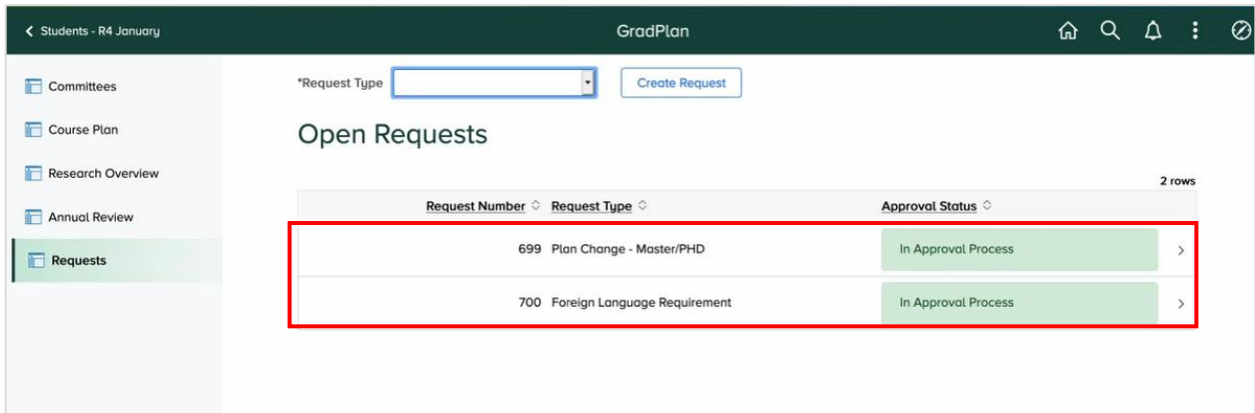 Students - R4 January GradPlan
Committees
Course Plan
Research Overview
Annual Review
Requests
*Request Type Create Request
Open Requests
2 rows
Request Number Request Type Approval Status
699 Plan Change - Master/PHD In Approval Process
700 Foreign Language Requirement In Approval Process